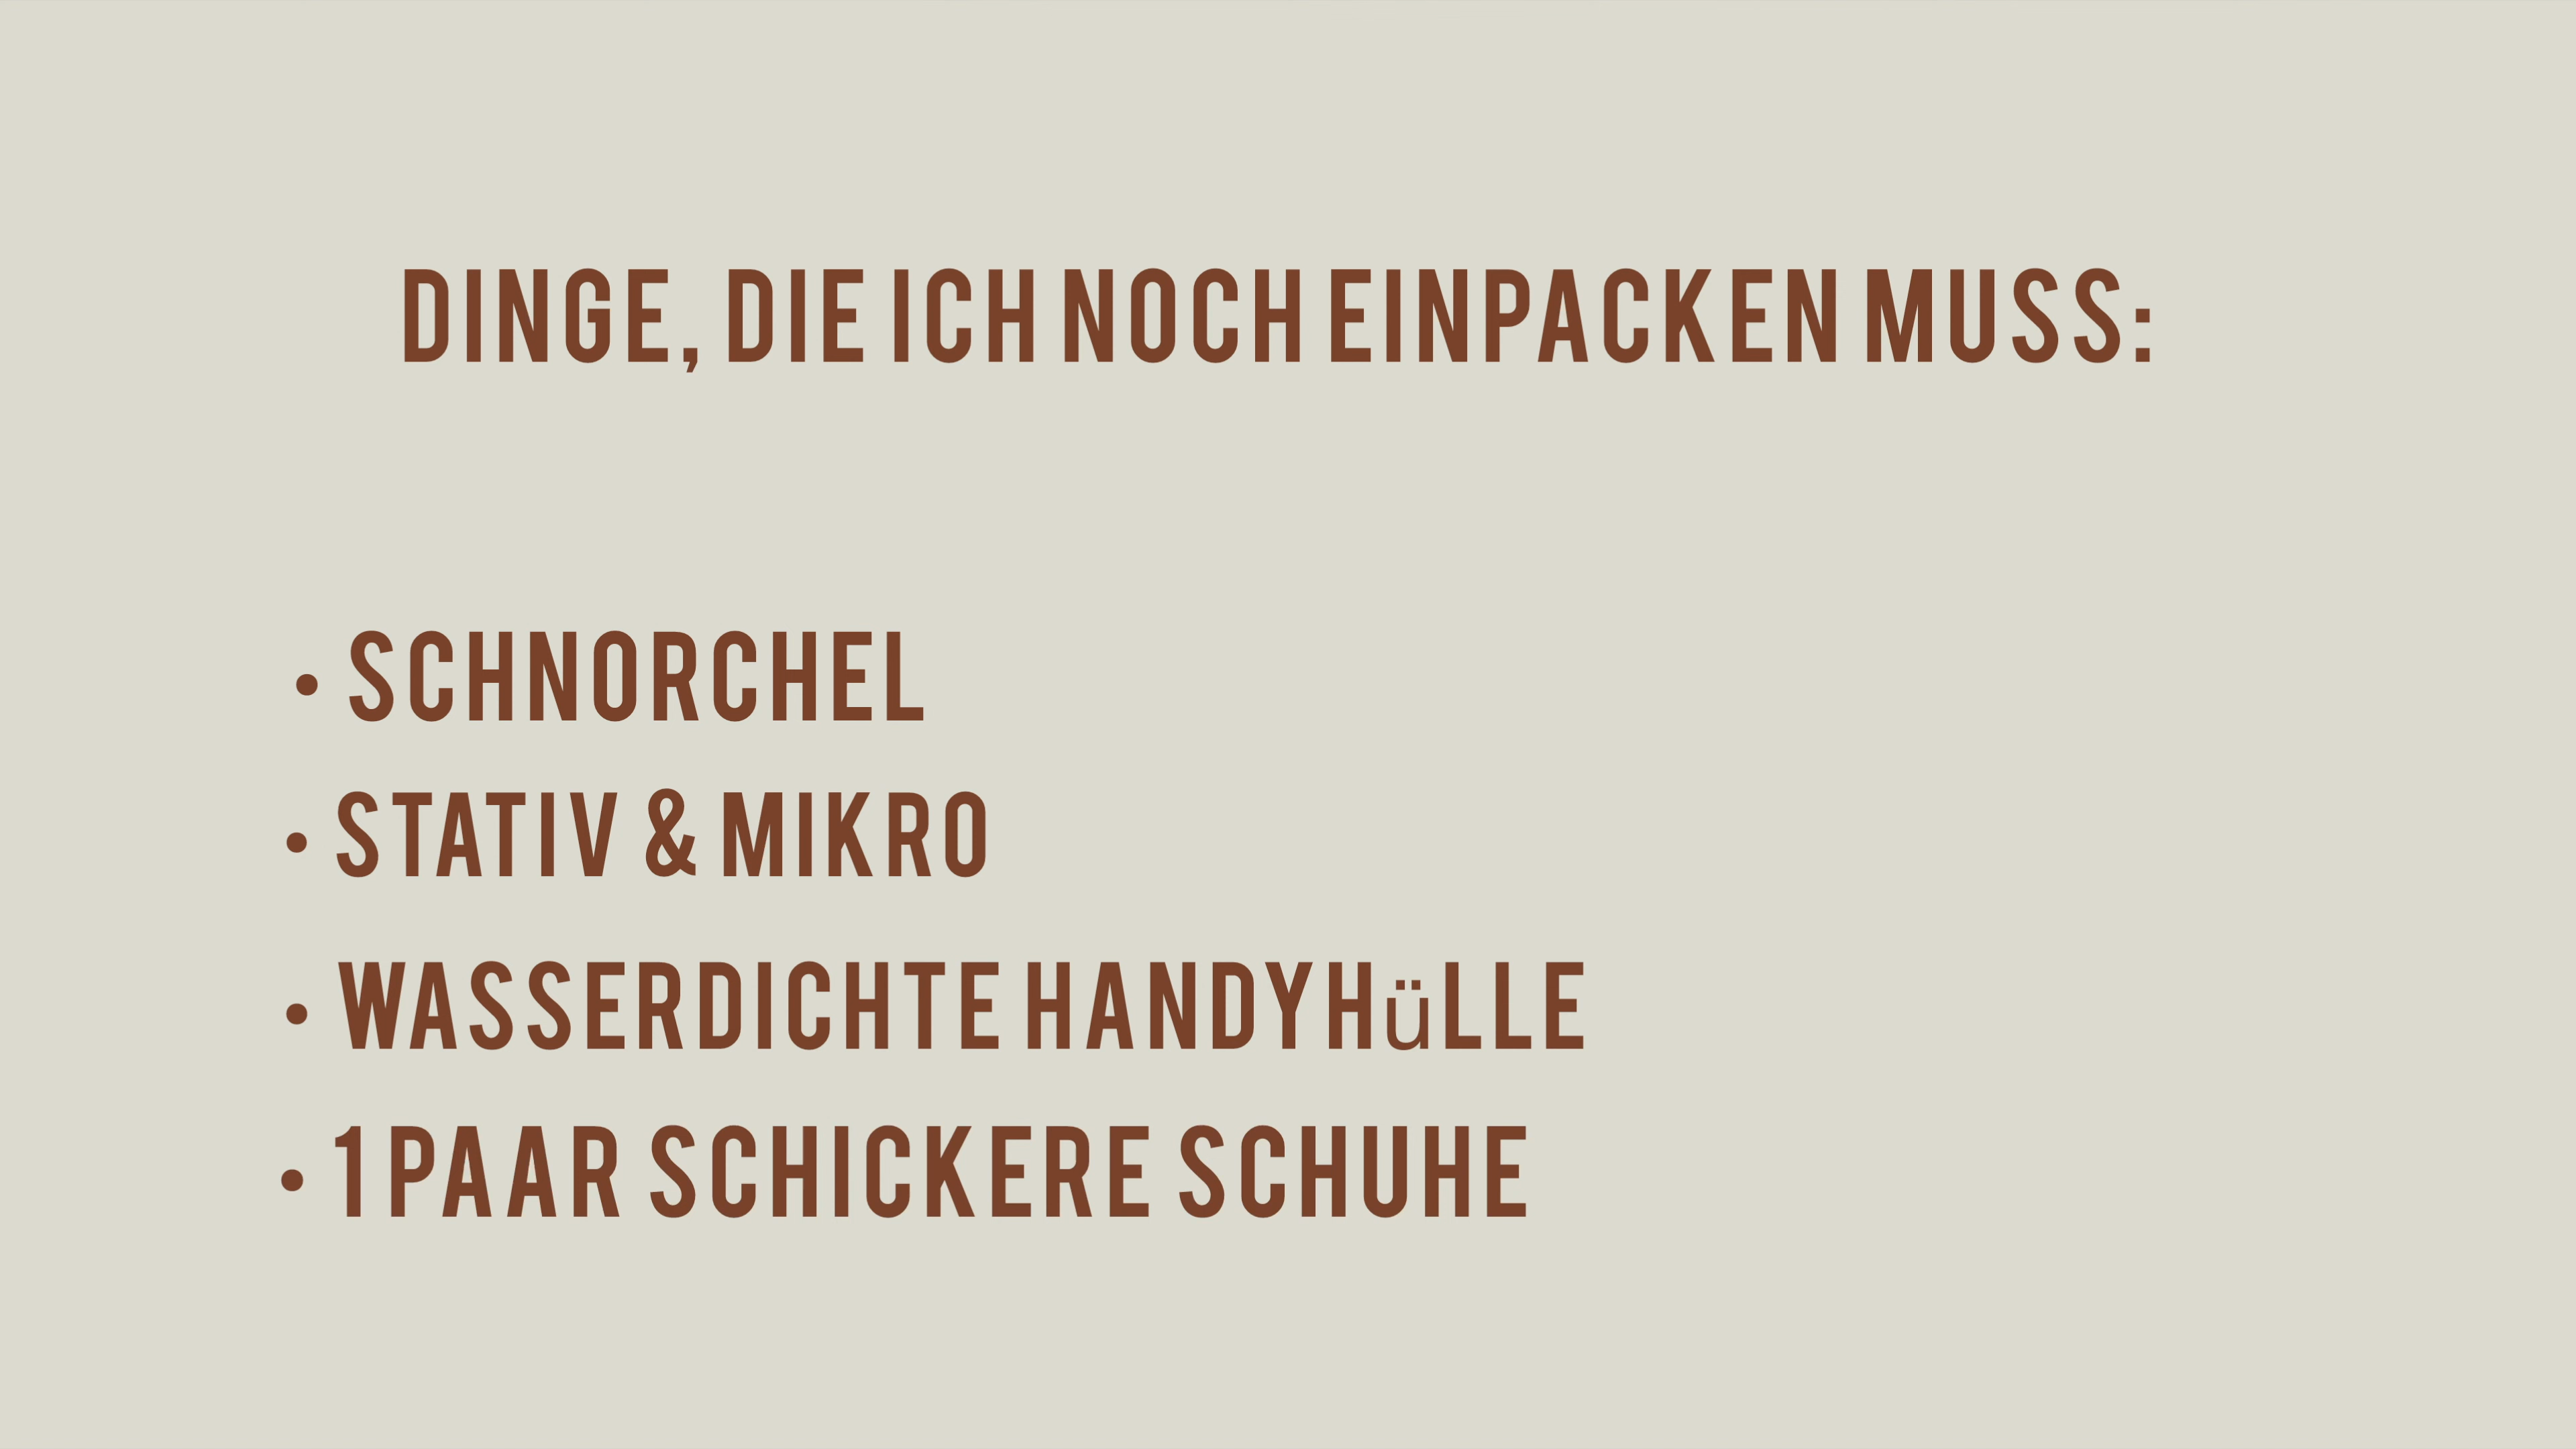 DINGE, DIE ICH NOCH EINPACKEN MUSS:
• SCHNORCHEL
• STATIV & MIKRO
• WASSERDICHTE HANDYHüLLE
• 1 PAAR SCHICKERE SCHUHE